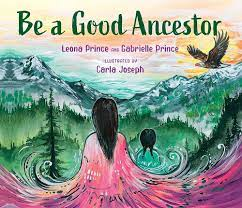 Be a Good Ancestor
Leona Prince AND Gabrielle Prince
ILLUSTRATED BY
Carla Joseph